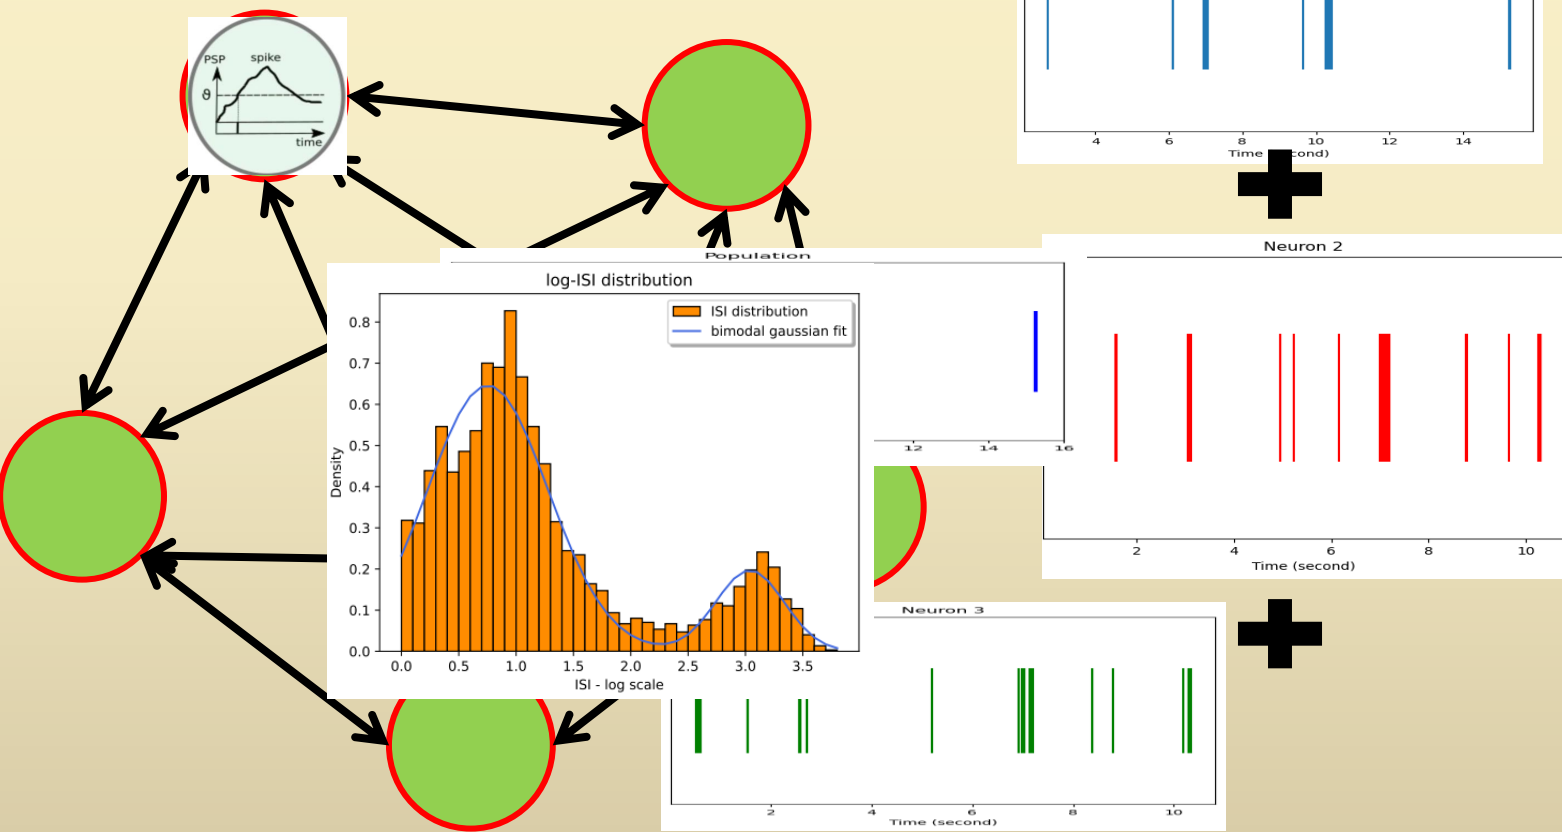 PSP
spike
ϑ
time
4 6 8 10 12 14
Time cond)
Neuron 2
2 4 6 8 10
Time (second)
Population
12 14 16
log-ISI distribution
ISI distribution
bimodal gaussian fit
Density
0.8
0.7
0.6
0.5
0.4
0.3
0.2
0.1
0.0
0.0 0.5 1.0 1.5 2.0 2.5 3.0 3.5
ISI - log scale
Neuron 3
2 4 6 8 10
Time (second)